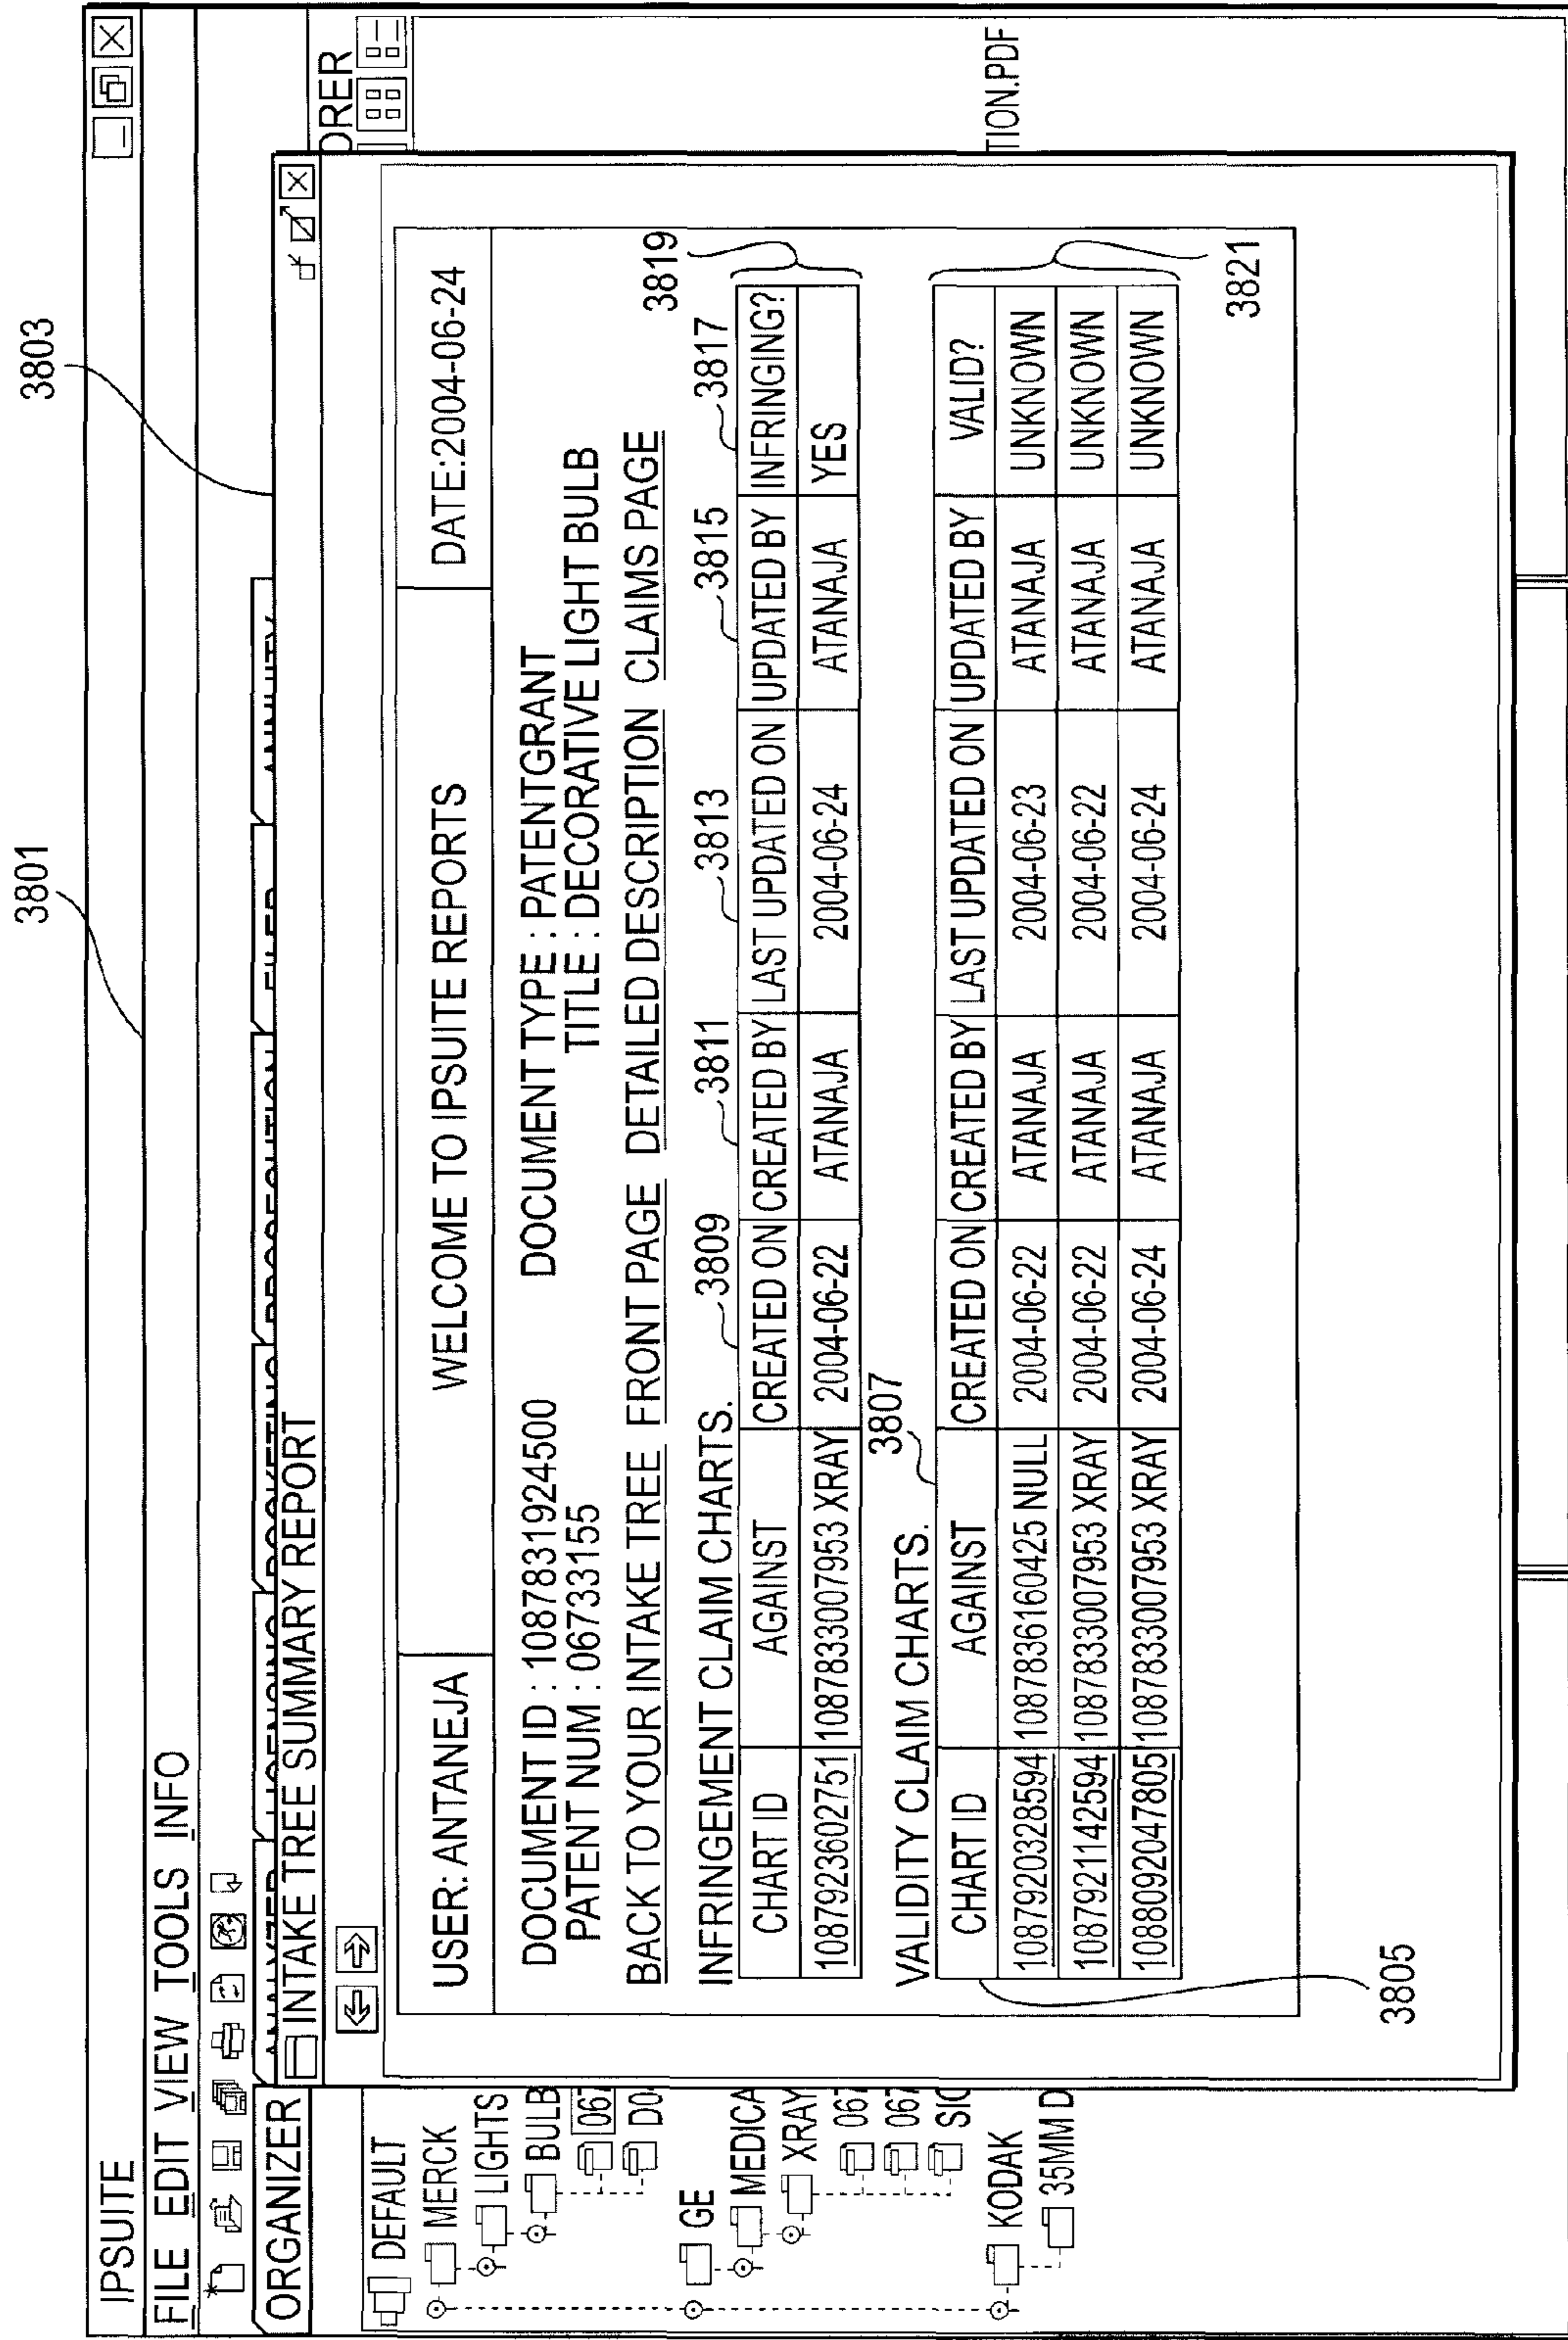 3801
3803
IPSUITE
FILE EDIT VIEW TOOLS INFO
ORGANIZER
INTAKE TREE SUMMARY REPORT
DEFAULT
MERCK
LIGHTS
BULB
067
D04
GE
MEDICA
XRAY
067
067
SIC
KODAK
35MM D
ORER
TION.PDF
USER: ANTANEJA WELCOME TO IPSUITE REPORTS DATE:2004-06-24
DOCUMENT ID : 1087831924500 DOCUMENT TYPE : PATENTGRANT
PATENT NUM : 06733155 TITLE : DECORATIVE LIGHT BULB
BACK TO YOUR INTAKE TREE FRONT PAGE DETAILED DESCRIPTION CLAIMS PAGE
INFRINGEMENT CLAIM CHARTS. 3809 3811 3813 3815 3817 3819
CHART ID AGAINST CREATED ON CREATED BY LAST UPDATED ON UPDATED BY INFRINGING?
1087923602751 1087833007953 XRAY 2004-06-22 ATANAJA 2004-06-24 ATANAJA YES
VALIDITY CLAIM CHARTS. 3807
CHART ID AGAINST CREATED ON CREATED BY LAST UPDATED ON UPDATED BY VALID?
1087920328594 1087836160425 NULL 2004-06-22 ATANAJA 2004-06-23 ATANAJA UNKNOWN
1087921142594 1087833007953 XRAY 2004-06-22 ATANAJA 2004-06-22 ATANAJA UNKNOWN
1088092047805 1087833007953 XRAY 2004-06-24 ATANAJA 2004-06-24 ATANAJA UNKNOWN
3821
3805